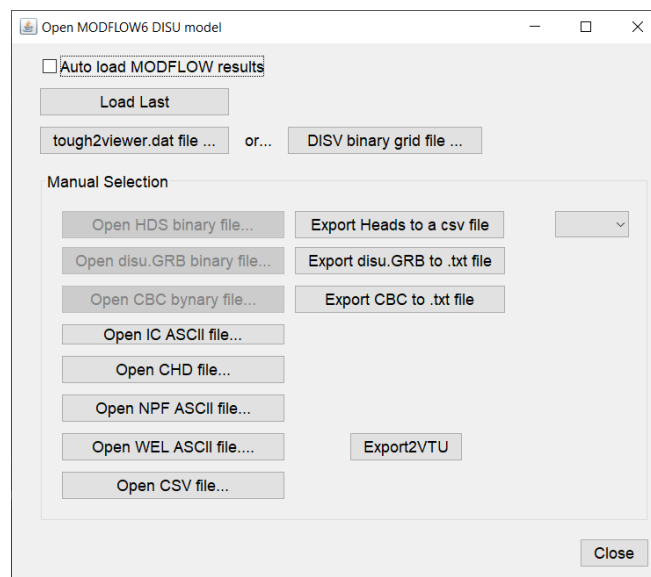 Open MODFLOW6 DISU model
Auto load MODFLOW results
Load Last
tough2viewer.dat file ... or... DISV binary grid file ...
Manual Selection
Open HDS binary file... Export Heads to a csv file
Open disu.GRB binary file... Export disu.GRB to .txt file
Open CBC bynary file... Export CBC to .txt file
Open IC ASCII file...
Open CHD file...
Open NPF ASCII file...
Open WEL ASCII file.... Export2VTU
Open CSV file...
Close